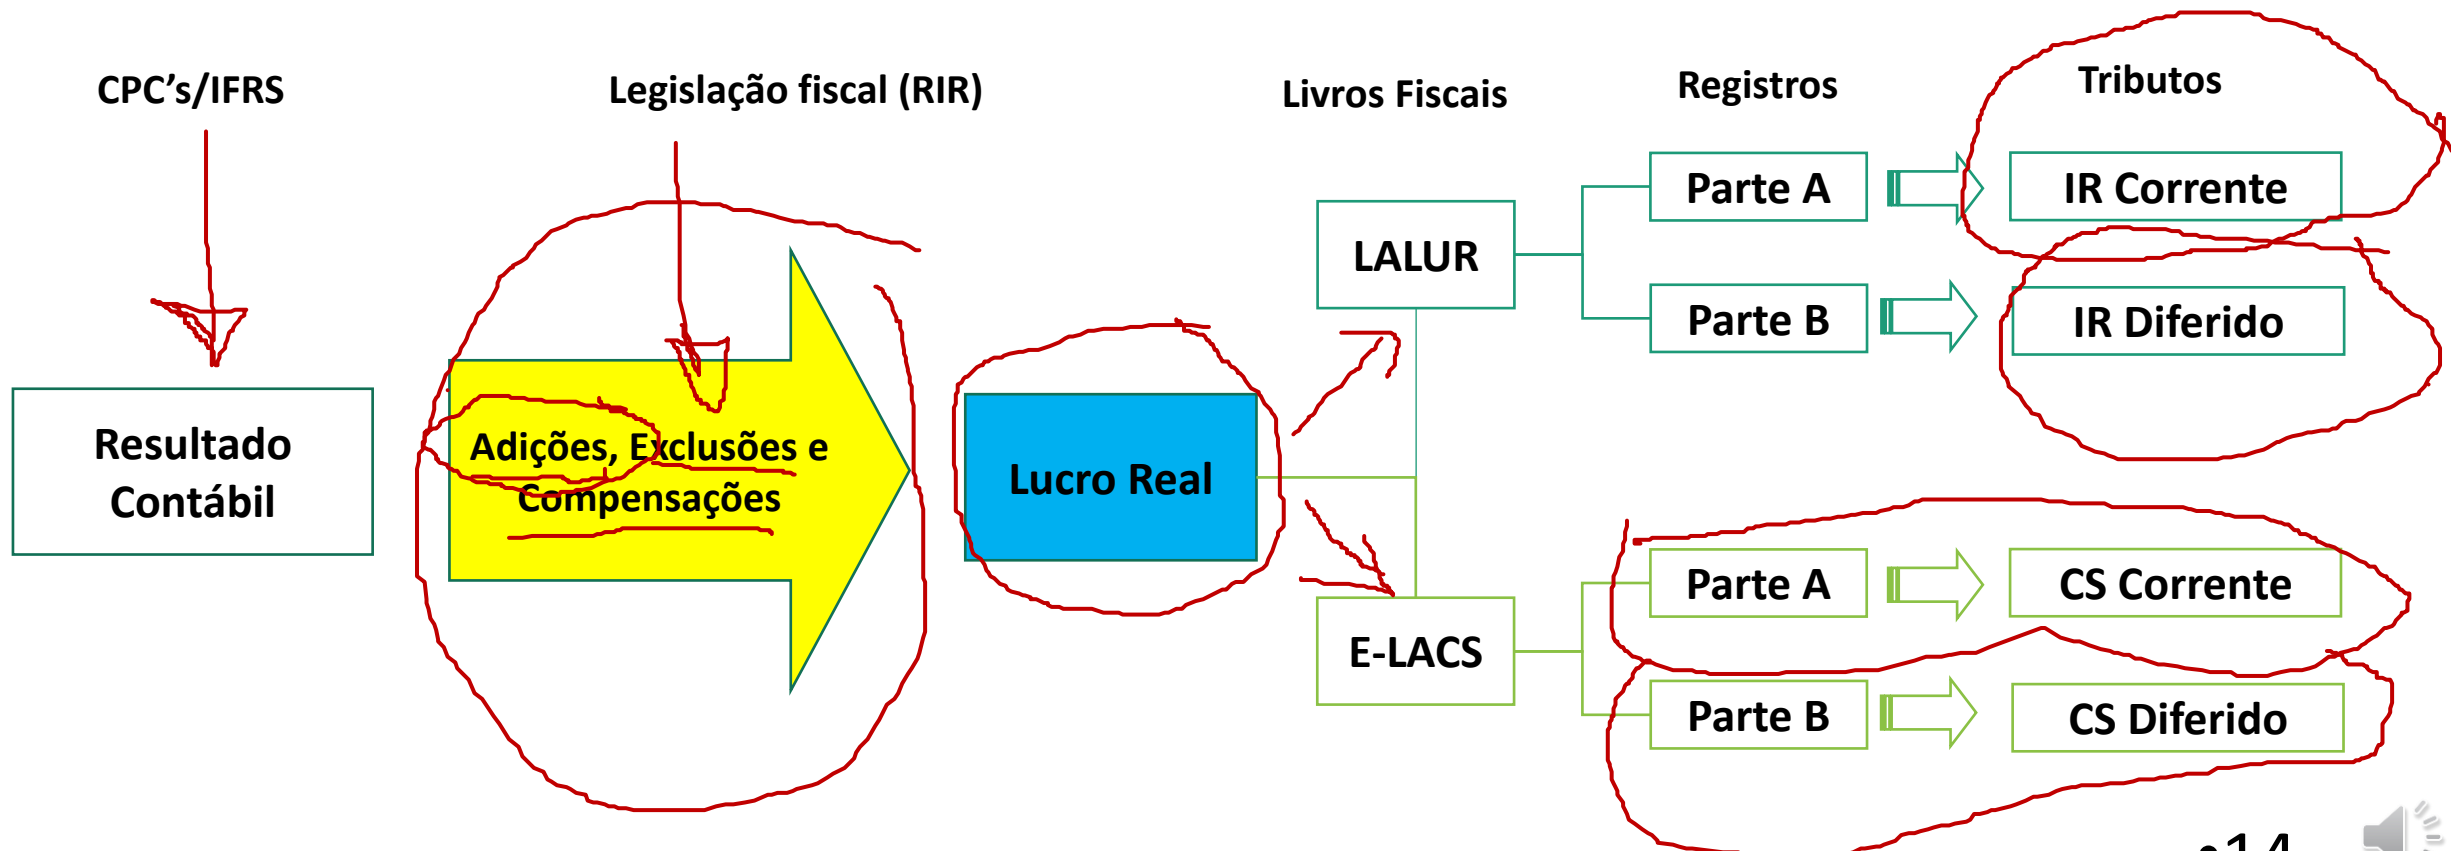 CPC's/IFRS
Legislação fiscal (RIR)
Livros Fiscais
Registros
Tributos
Resultado
Contábil
Adições, Exclusões e
Compensações
Lucro Real
LALUR
Parte A
IR Corrente
Parte B
IR Diferido
E-LACS
Parte A
CS Corrente
Parte B
CS Diferido
•14